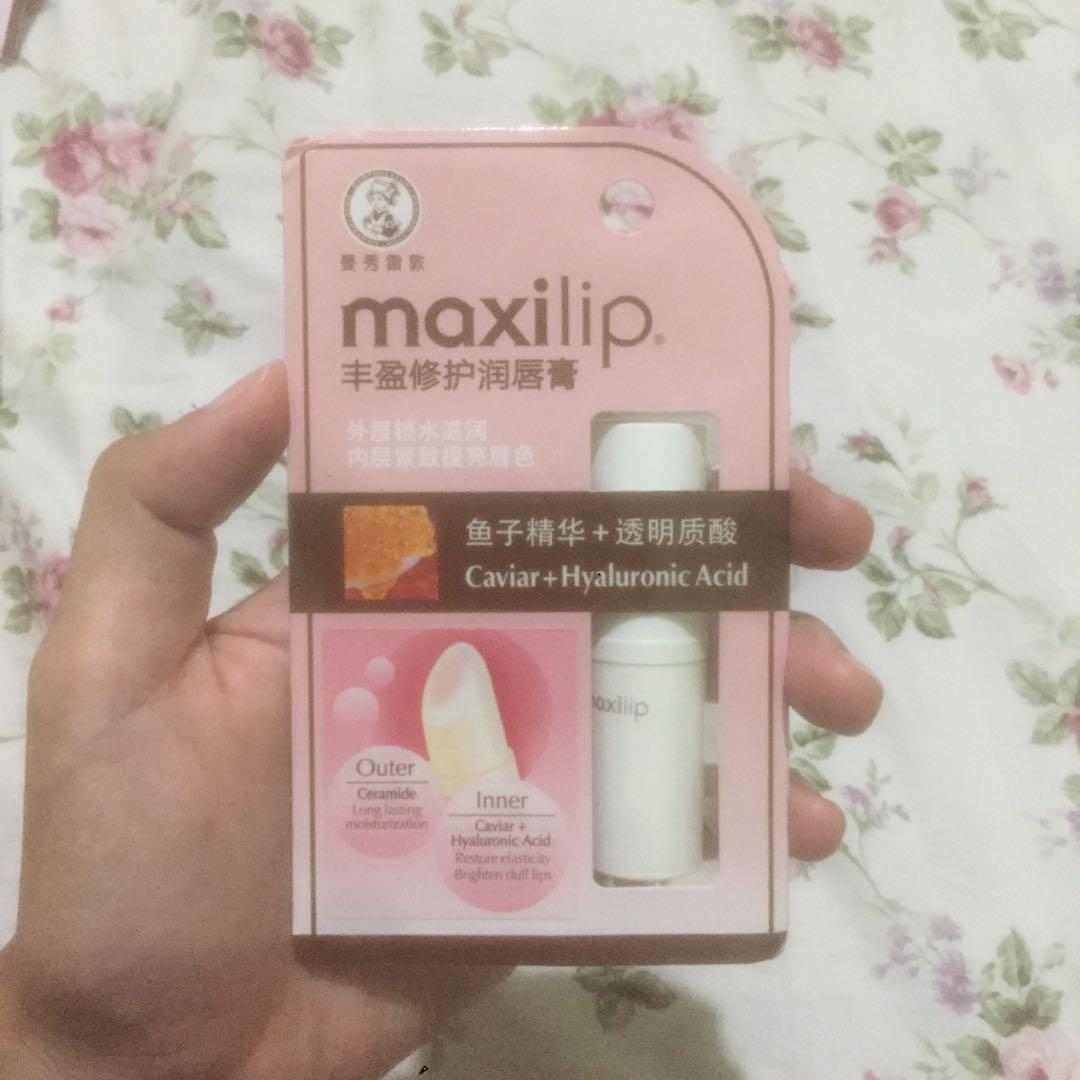 曼秀雷敦
maxilip®
丰盈修护润唇膏
外层锁水滋润
内层紧致提亮唇色
鱼子精华+透明质酸
Caviar+Hyaluronic Acid
maxilip
Outer
Ceramide
Long lasting
moisturization
Inner
Caviar +
Hyaluronic Acid
Restore elasticity
Brighten dull lips